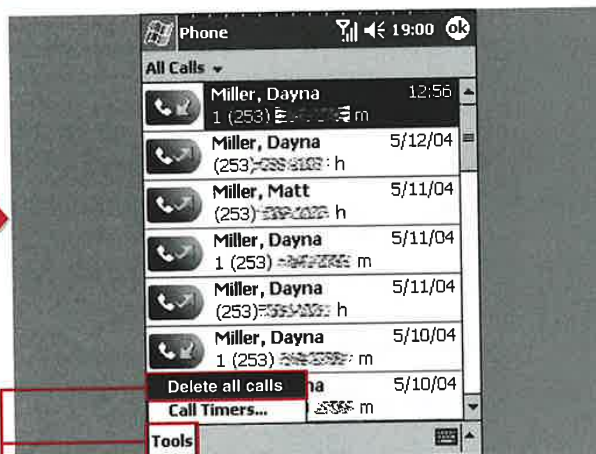 Phone 19:00 ok
All Calls
Miller, Dayna 12:56
1 (253) m
Miller, Dayna 5/12/04
(253) h
Miller, Matt 5/11/04
(253) h
Miller, Dayna 5/11/04
1 (253) m
Miller, Dayna 5/11/04
(253) h
Miller, Dayna 5/10/04
1 (253) m
Delete all calls na 5/10/04
Call Timers... m
Tools